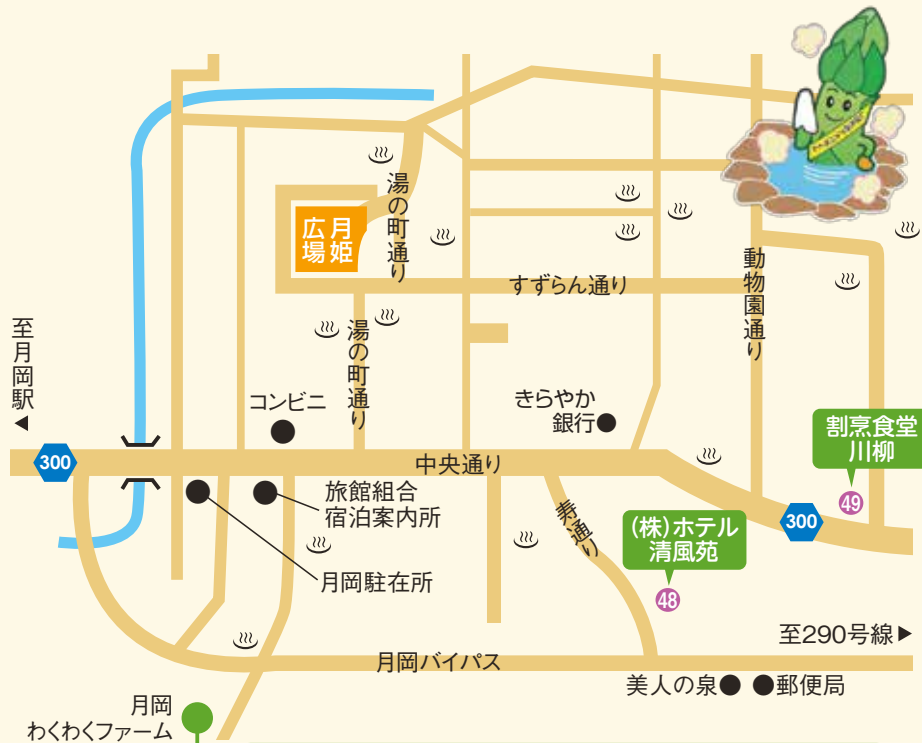 湯の町通り
月姫
広場
すずらん通り
動物園通り
至月岡駅
◀
湯の町通り
コンビニ
きらやか
銀行
割烹食堂
川柳
300
中央通り
旅館組合
宿泊案内所
寿通り
(株)ホテル
清風苑
49
300
月岡駐在所
48
至290号線▶
月岡バイパス
美人の泉
郵便局
月岡
わくわくファーム